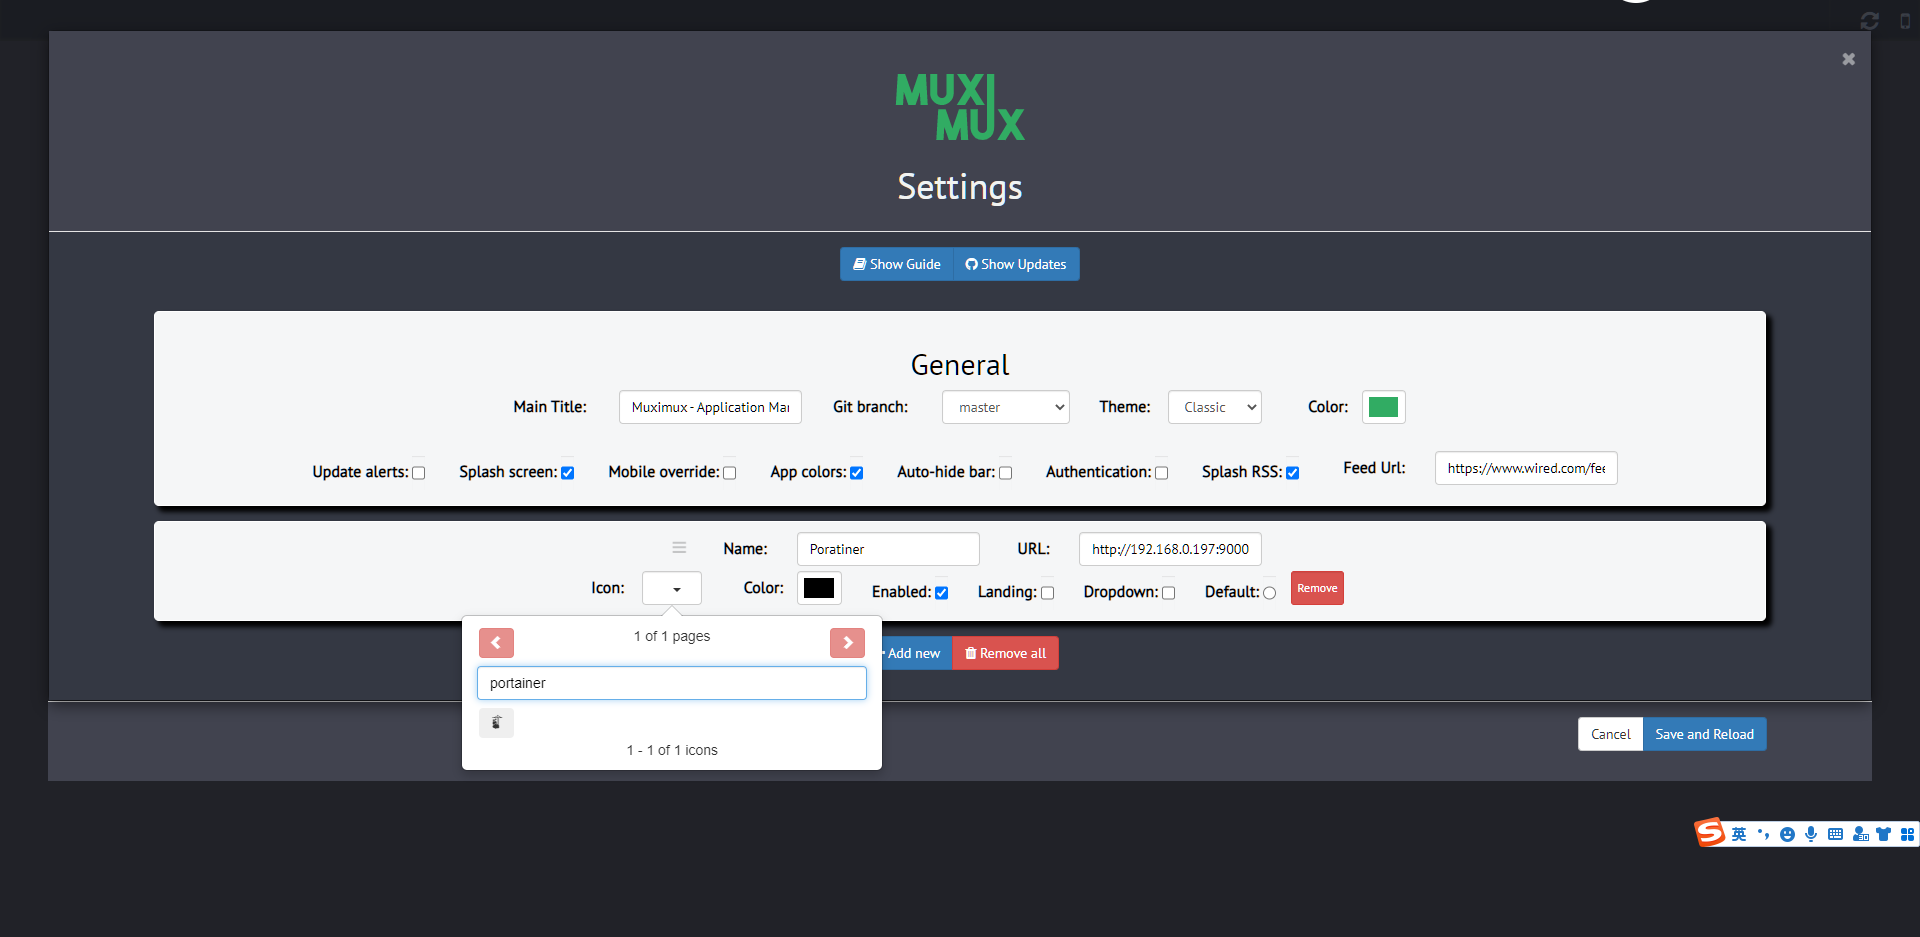 MUXI
MUX
Settings
Show Guide Show Updates
General
Main Title: Muximux - Application Mai Git branch: master Theme: Classic Color:
Update alerts: Splash screen: Mobile override: App colors: Auto-hide bar: Authentication: Splash RSS: Feed Url: https://www.wired.com/fee
Name: Poratiner URL: http://192.168.0.197:9000
Icon: Color: Enabled: Landing: Dropdown: Default: Remove
1 of 1 pages
Add new Remove all
portainer
1 - 1 of 1 icons
Cancel Save and Reload
S 英